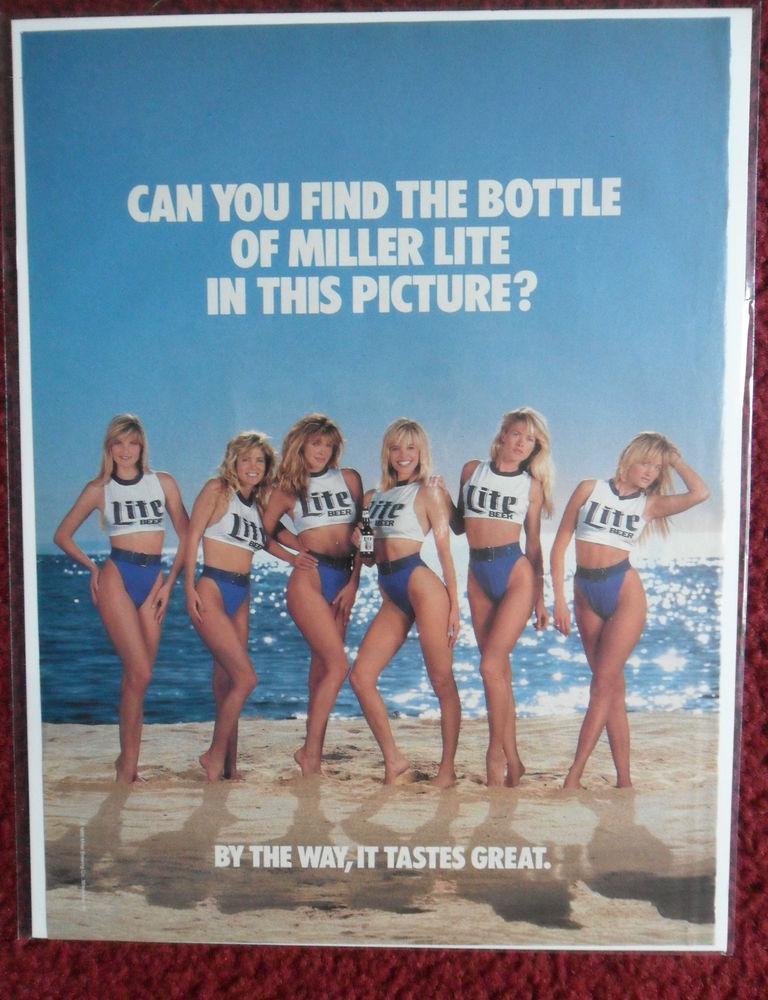 CAN YOU FIND THE BOTTLE
OF MILLER LITE
IN THIS PICTURE?
Lite
BEER
Lite
BEER
Lite
BEER
Lite
BEER
Lite
BEER
Lite
BEER
BY THE WAY, IT TASTES GREAT.